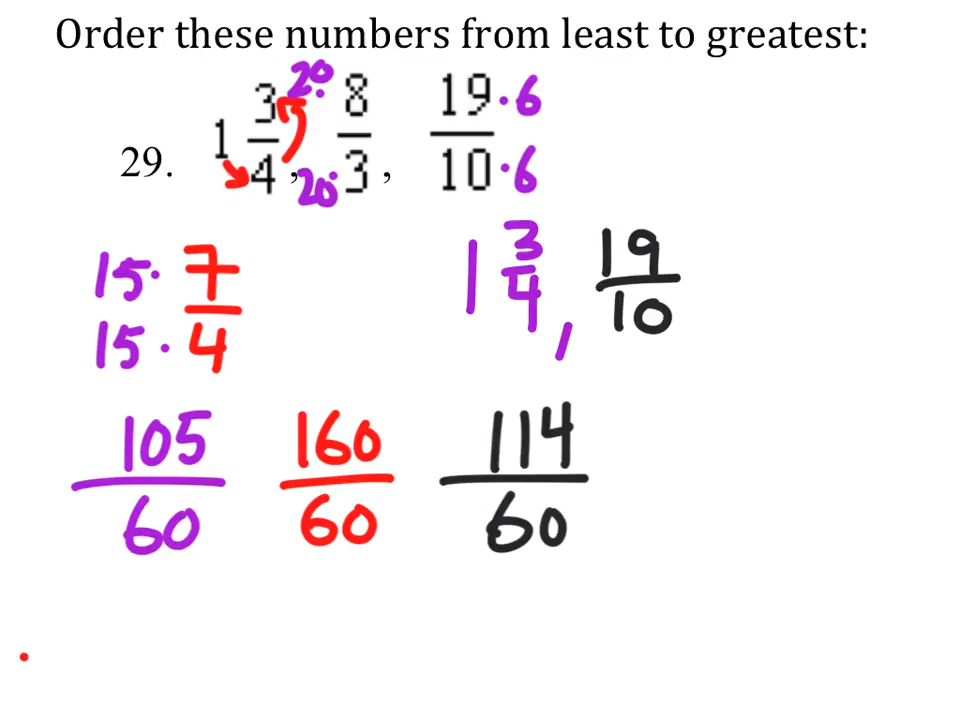 Order these numbers from least to greatest:
29. 1 3/4, 20· 8/20· 3, 19·6/10·6
15· 7/15· 4
1 3/4, 19/10
105/60 160/60 114/60